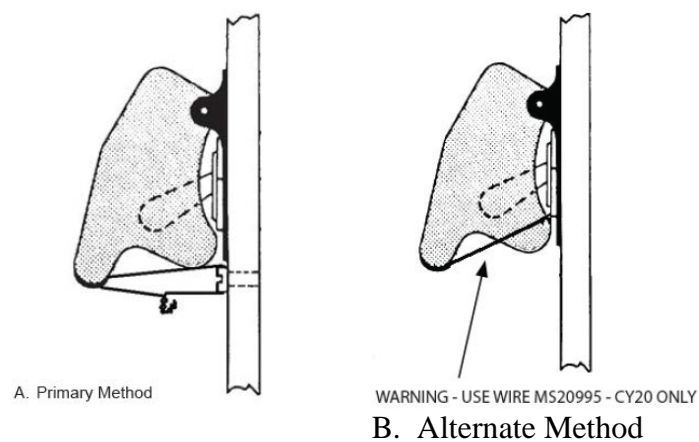 A. Primary Method
WARNING - USE WIRE MS20995 - CY20 ONLY
B. Alternate Method